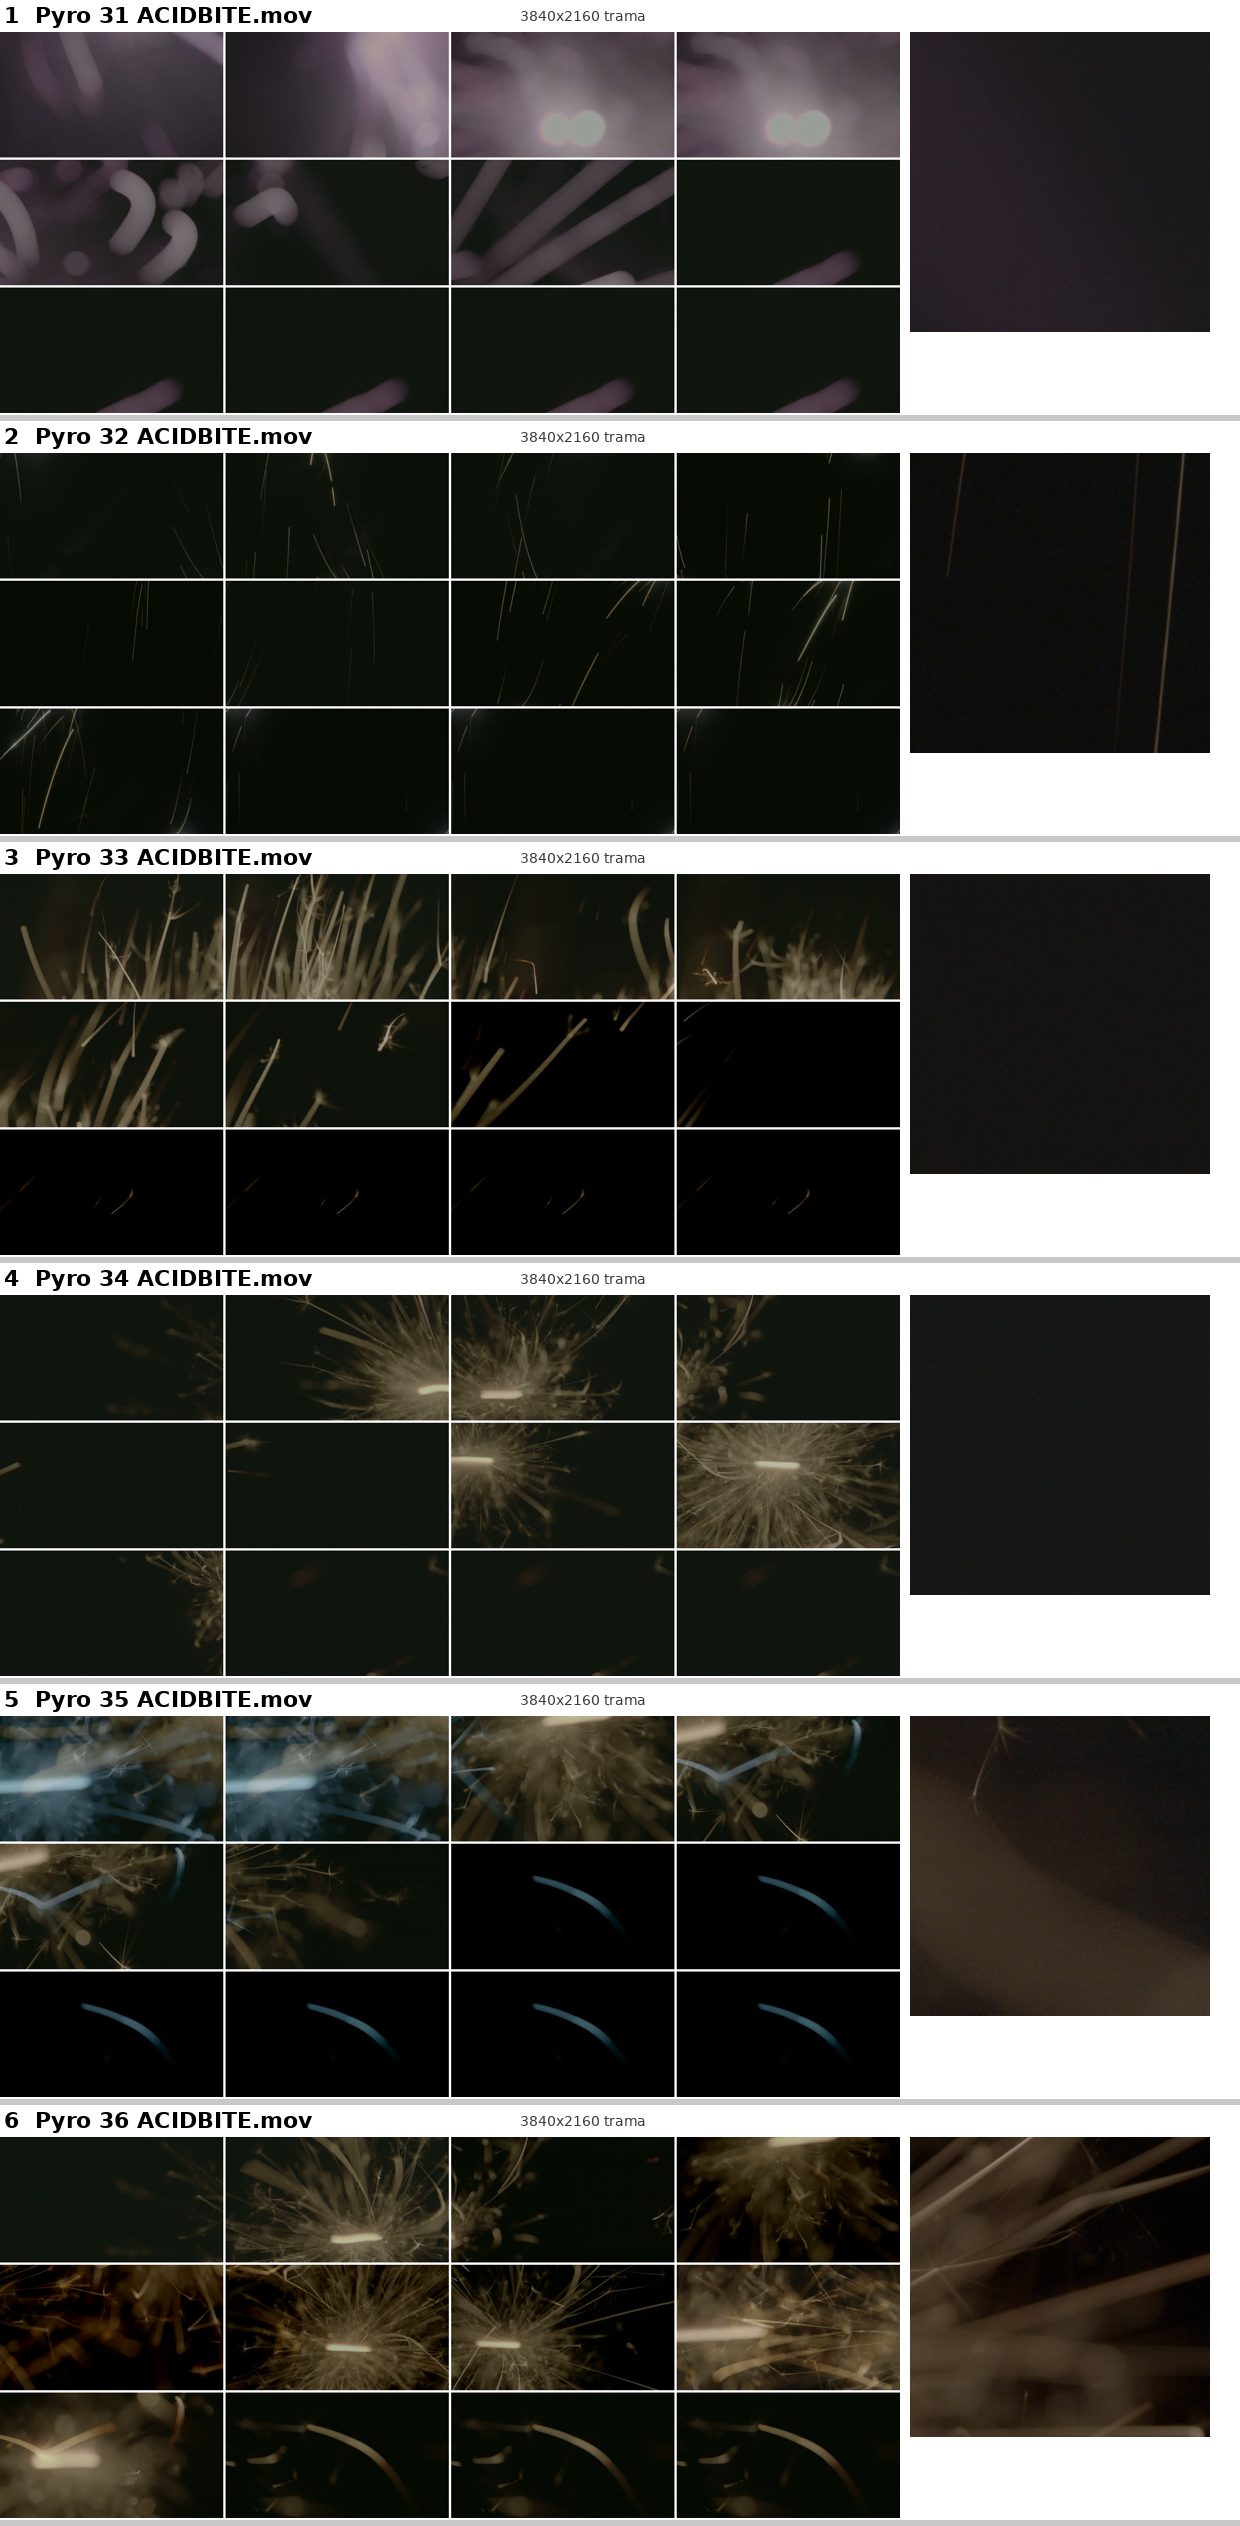 1 Pyro 31 ACIDBITE.mov 3840x2160 trama
2 Pyro 32 ACIDBITE.mov 3840x2160 trama
3 Pyro 33 ACIDBITE.mov 3840x2160 trama
4 Pyro 34 ACIDBITE.mov 3840x2160 trama
5 Pyro 35 ACIDBITE.mov 3840x2160 trama
6 Pyro 36 ACIDBITE.mov 3840x2160 trama